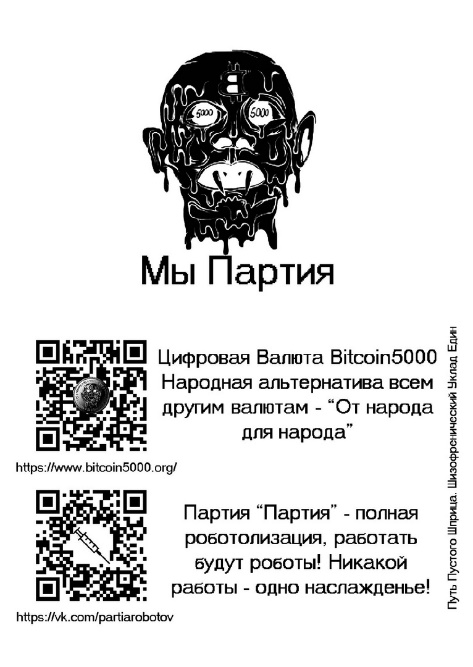 5000 5000
Мы Партия
Цифровая Валюта Bitcoin5000
Народная альтернатива всем
другим валютам - “От народа
для народа”
https://www.bitcoin5000.org/
Партия “Партия” - полная
роботолизация, работать
будут роботы! Никакой
работы - одно наслажденье!
https://vk.com/partiarobotov
Путь Пустого Шприца. Шизофренический Уклад Един